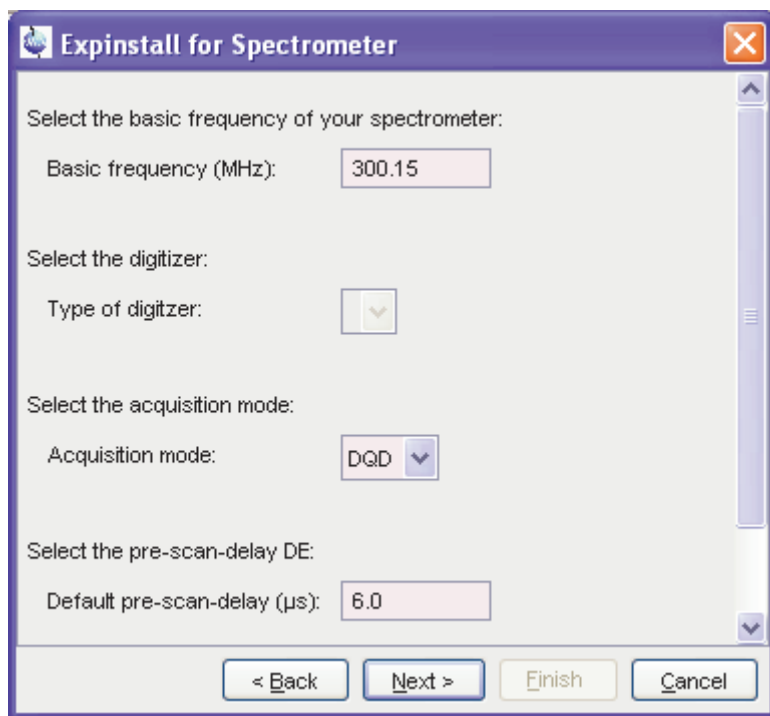 Expinstall for Spectrometer
Select the basic frequency of your spectrometer:
Basic frequency (MHz): 300.15
Select the digitizer:
Type of digitzer:
Select the acquisition mode:
Acquisition mode: DQD
Select the pre-scan-delay DE:
Default pre-scan-delay (µs): 6.0
< Back Next > Finish Cancel